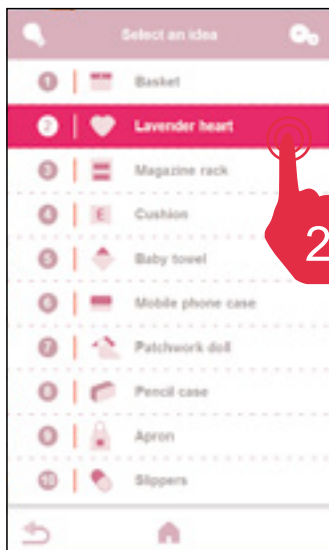 Select an idea
1 Basket
2 Lavender heart
3 Magazine rack
4 E Cushion
5 Baby towel
6 Mobile phone case
7 Patchwork doll
8 Pencil case
9 Apron
10 Slippers
2